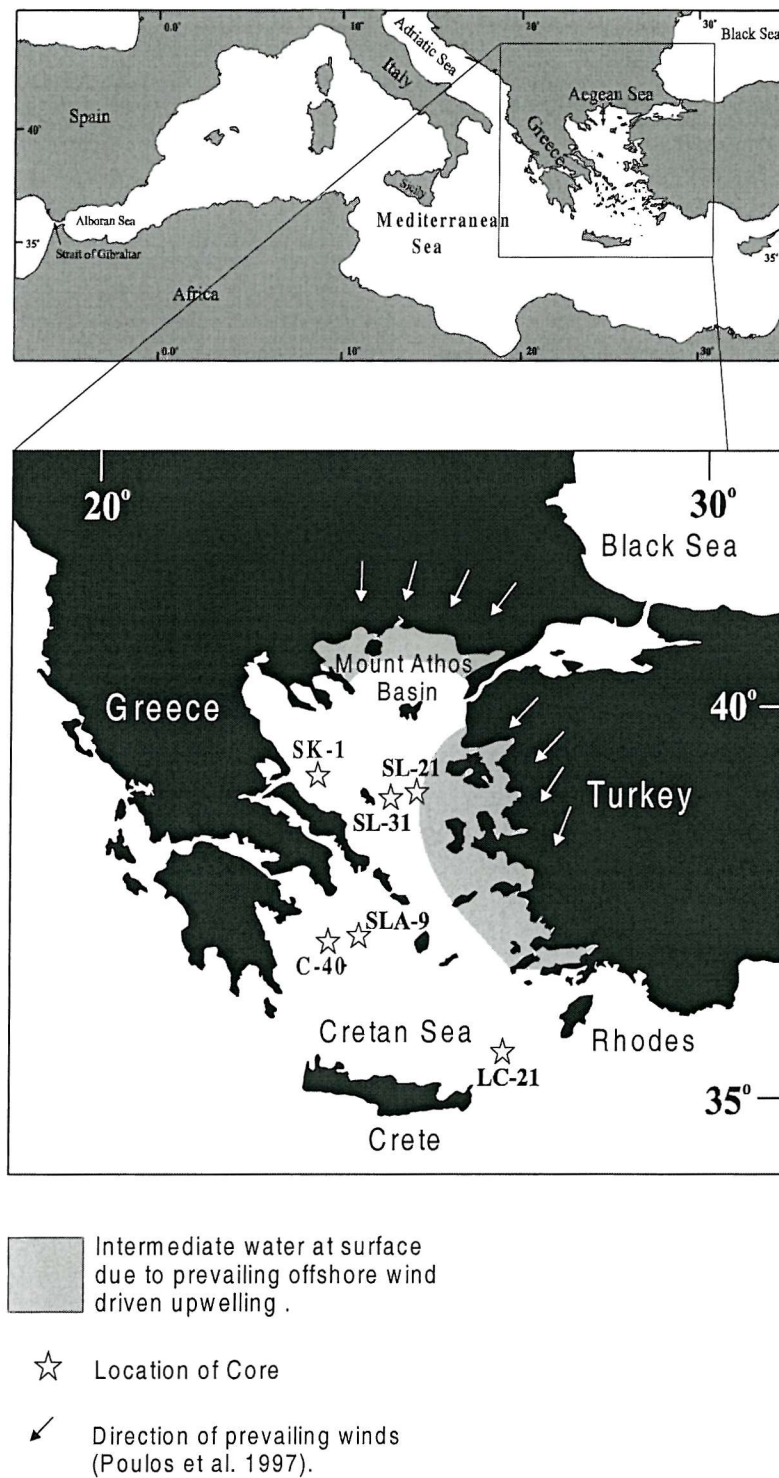 20°
30°
Black Sea
Adriatic Sea
Italy
Aegean Sea
Spain
40°
Greece
Sicily
Mediterranean
Sea
Alboran Sea
35°
Strait of Gibraltar
35°
Africa
0.0°
10°
20°
30°
20°
30°
Black Sea
Mount Athos
Basin
Greece
40°
SK-1
SL-21
SL-31
Turkey
SLA-9
C-40
Cretan Sea
Rhodes
LC-21
35°
Crete
Intermediate water at surface
due to prevailing offshore wind
driven upwelling .
Location of Core
Direction of prevailing winds
(Poulos et al. 1997).